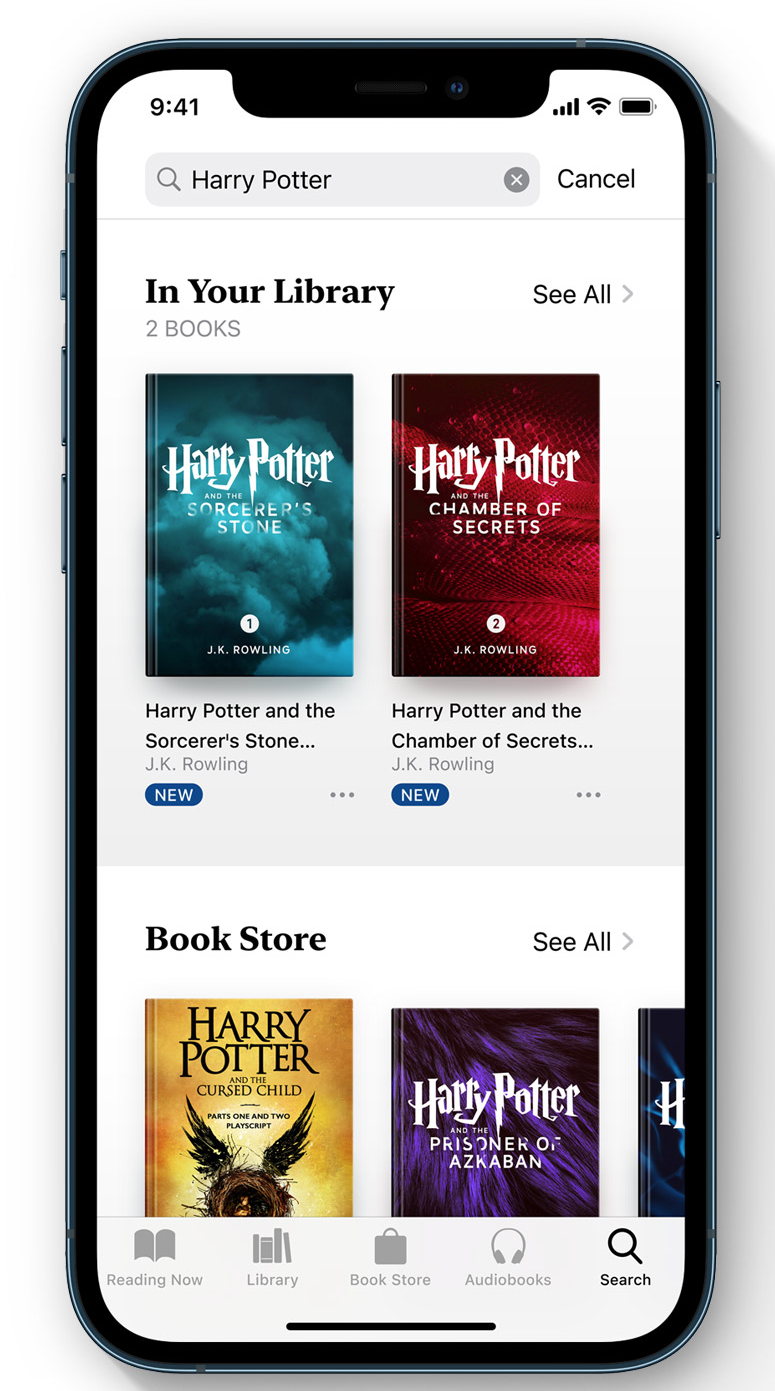 9:41
Harry Potter
Cancel
In Your Library
See All
2 BOOKS
Harry Potter
AND THE
SORCERER'S
STONE
1
J.K. ROWLING
Harry Potter
AND THE
CHAMBER OF
SECRETS
2
J.K. ROWLING
Harry Potter and the
Sorcerer's Stone...
J.K. Rowling
NEW
Harry Potter and the
Chamber of Secrets...
J.K. Rowling
NEW
Book Store
See All
HARRY
POTTER
AND THE
CURSED CHILD
PARTS ONE AND TWO
PLAYSCRIPT
Harry Potter
AND THE
PRISONER OF
AZKABAN
H
Reading Now
Library
Book Store
Audiobooks
Search